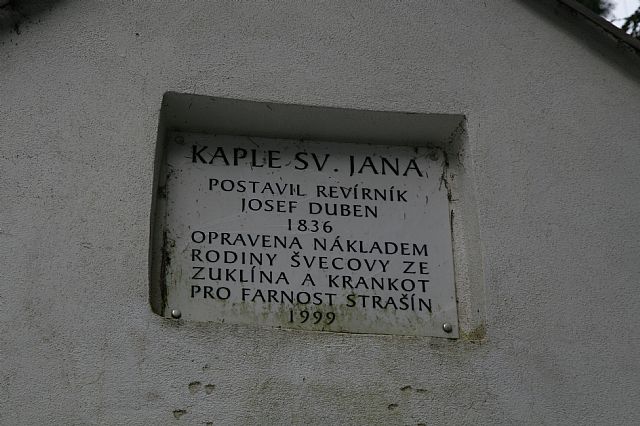 KAPLE SV. JANA
POSTAVIL REVÍRNÍK
JOSEF DUBEN
1836
OPRAVENA NÁKLADEM
RODINY ŠVECOVY ZE
ZUKLÍNA A KRANKOT
PRO FARNOST STRAŠÍN
1999